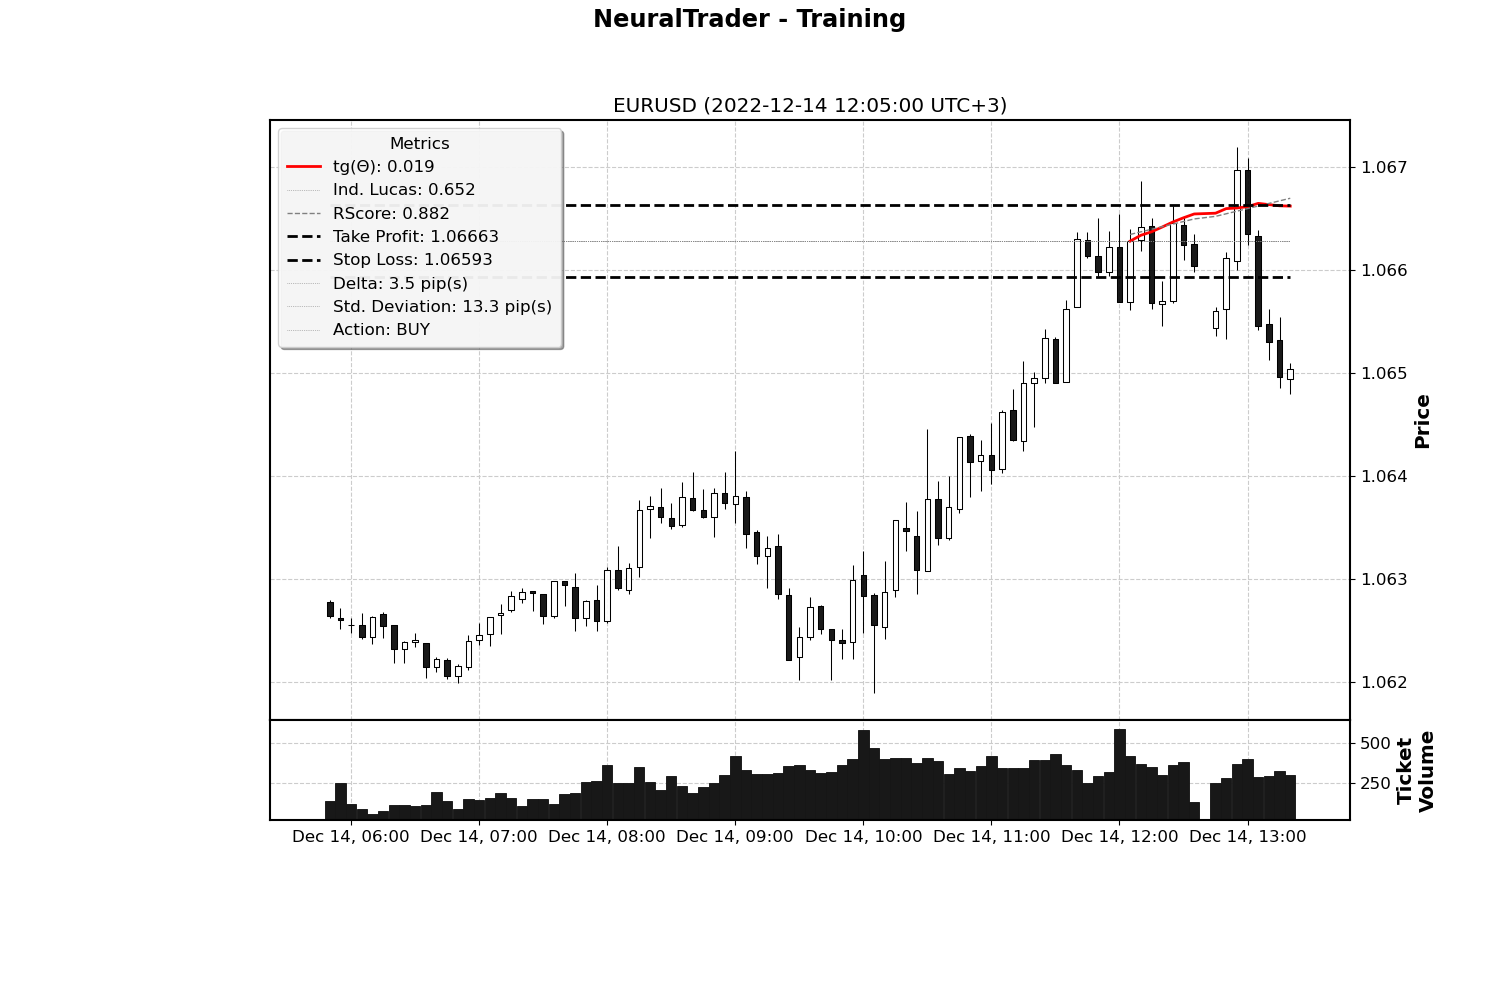 NeuralTrader - Training
EURUSD (2022-12-14 12:05:00 UTC+3)
Metrics
tg(Θ): 0.019
Ind. Lucas: 0.652
RScore: 0.882
Take Profit: 1.06663
Stop Loss: 1.06593
Delta: 3.5 pip(s)
Std. Deviation: 13.3 pip(s)
Action: BUY
1.067
1.066
1.065
1.064
1.063
1.062
Price
500
250
Ticket
Volume
Dec 14, 06:00 Dec 14, 07:00 Dec 14, 08:00 Dec 14, 09:00 Dec 14, 10:00 Dec 14, 11:00 Dec 14, 12:00 Dec 14, 13:00